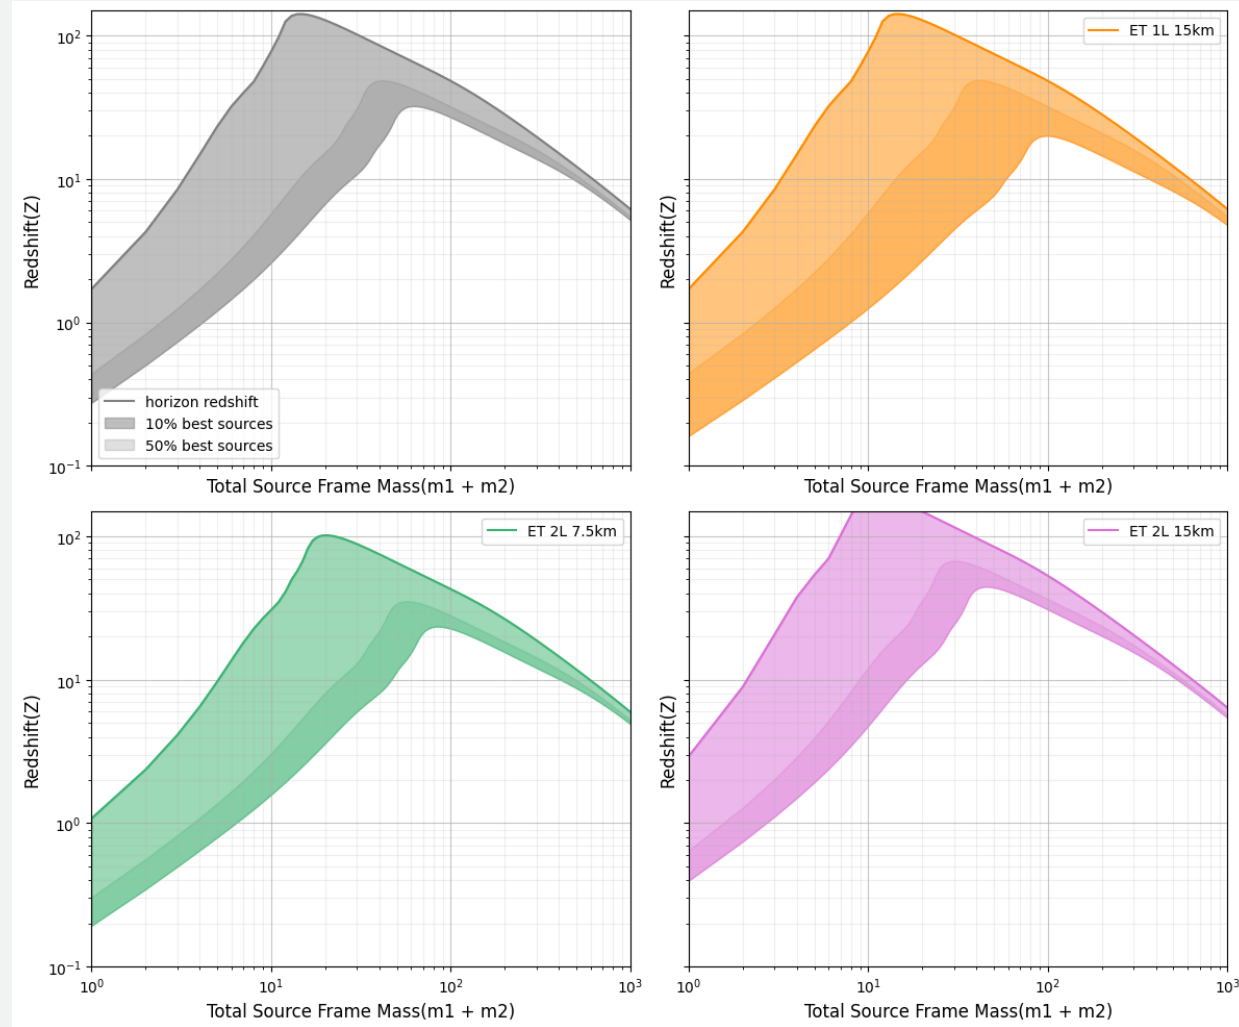 10²
10¹
10⁰
10⁻¹
Redshift(Z)
horizon redshift
10% best sources
50% best sources
Total Source Frame Mass(m1 + m2)
Redshift(Z)
ET 1L 15km
Total Source Frame Mass(m1 + m2)
10²
10¹
10⁰
10⁻¹
Redshift(Z)
ET 2L 7.5km
10⁰ 10¹ 10² 10³
Total Source Frame Mass(m1 + m2)
Redshift(Z)
ET 2L 15km
10⁰ 10¹ 10² 10³
Total Source Frame Mass(m1 + m2)